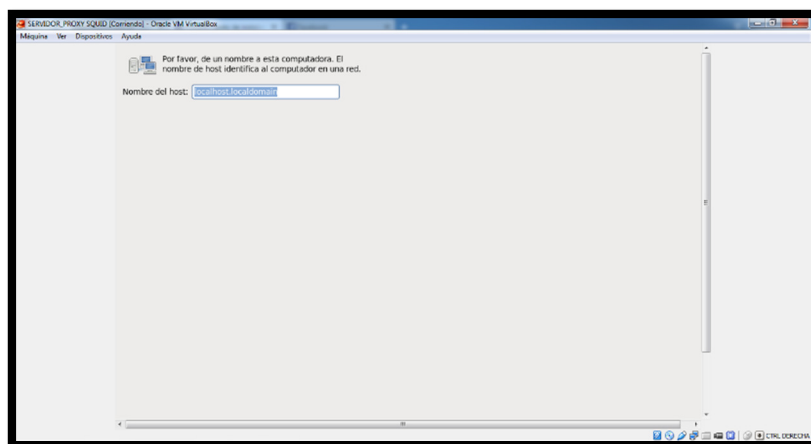 SERVIDOR_PROXY SQUID [Corriendo] - Oracle VM VirtualBox
Máquina Ver Dispositivos Ayuda
Por favor, de un nombre a esta computadora. El
nombre de host identifica al computador en una red.
Nombre del host: localhost.localdomain
CTRL DERECHA